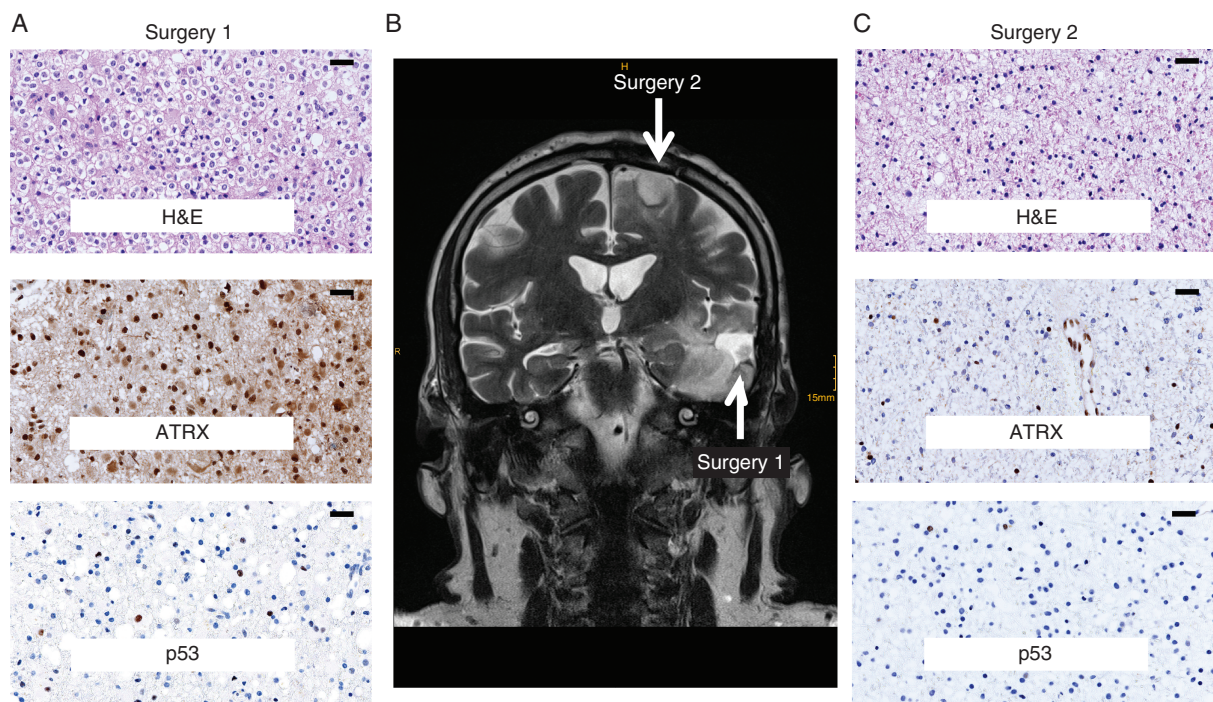 A
Surgery 1
H&E
ATRX
p53
B
H
Surgery 2
R
15mm
Surgery 1
C
Surgery 2
H&E
ATRX
p53